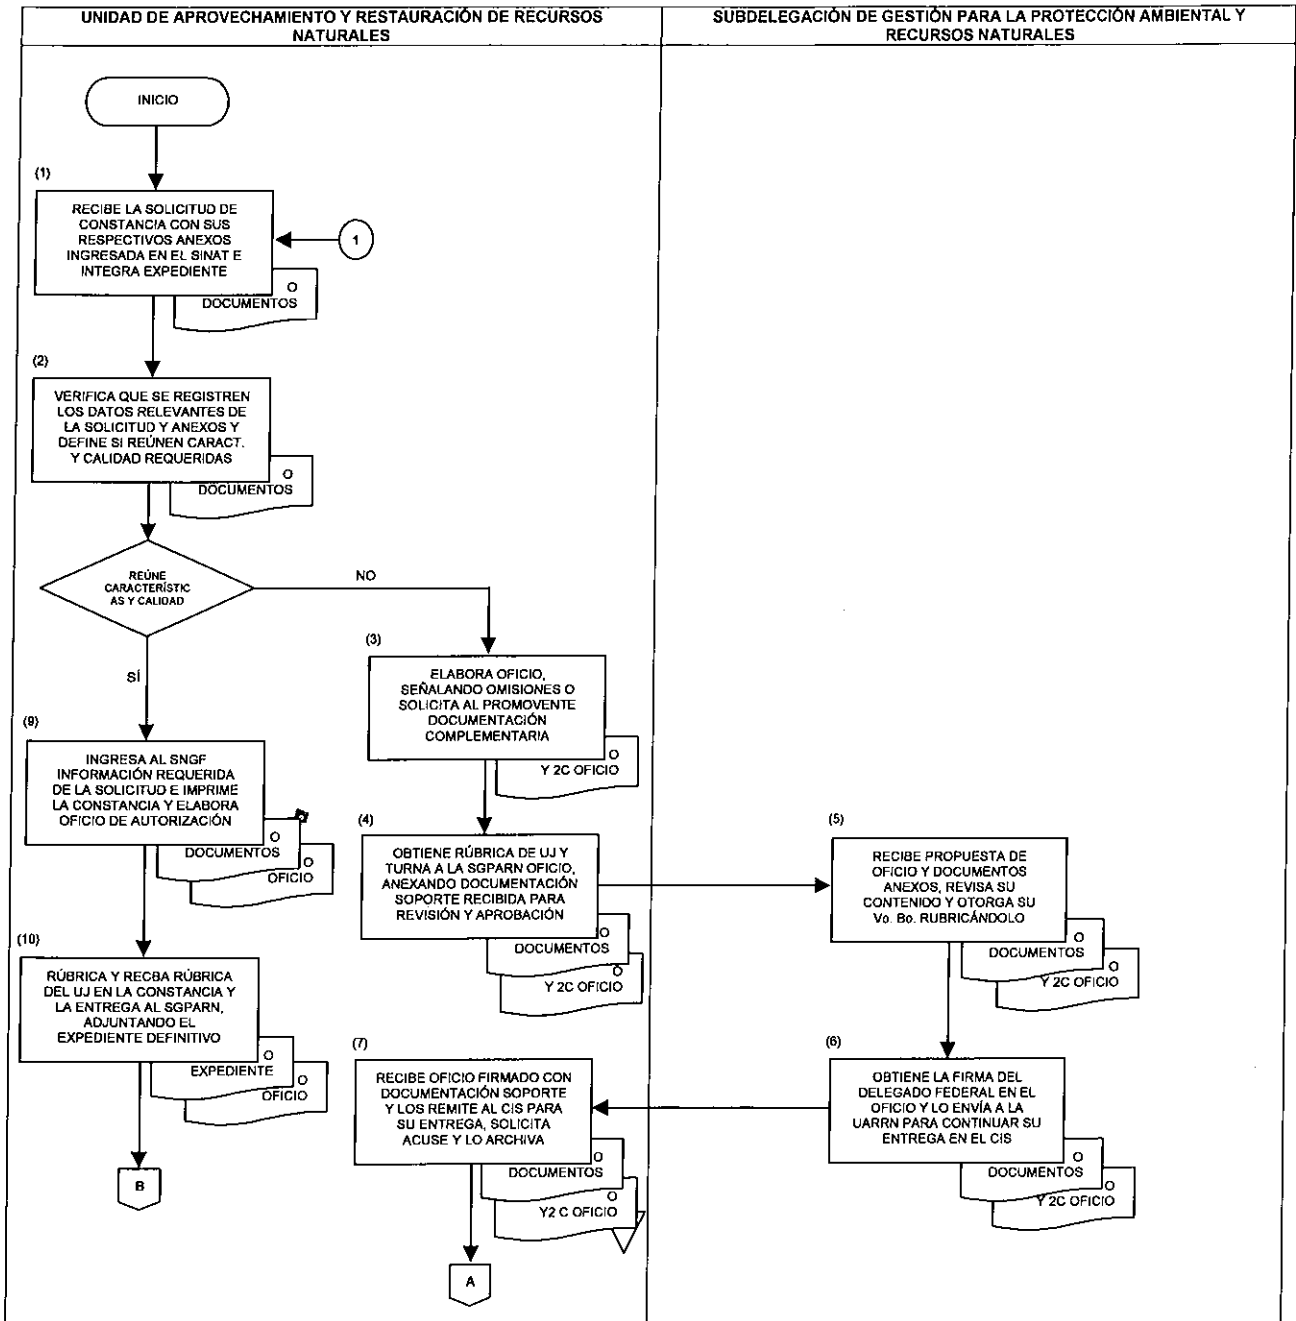 UNIDAD DE APROVECHAMIENTO Y RESTAURACIÓN DE RECURSOS
NATURALES
SUBDELEGACIÓN DE GESTIÓN PARA LA PROTECCIÓN AMBIENTAL Y
RECURSOS NATURALES
INICIO
(1)
RECIBE LA SOLICITUD DE
CONSTANCIA CON SUS
RESPECTIVOS ANEXOS
INGRESADA EN EL SINAT E
INTEGRA EXPEDIENTE
1
O
DOCUMENTOS
(2)
VERIFICA QUE SE REGISTREN
LOS DATOS RELEVANTES DE
LA SOLICITUD Y ANEXOS Y
DEFINE SI REÚNEN CARACT.
Y CALIDAD REQUERIDAS
O
DOCUMENTOS
REÚNE
CARACTERÍSTIC
AS Y CALIDAD
NO
SÍ
(3)
ELABORA OFICIO,
SEÑALANDO OMISIONES O
SOLICITA AL PROMOVENTE
DOCUMENTACIÓN
COMPLEMENTARIA
O
Y 2C OFICIO
(9)
INGRESA AL SNGF
INFORMACIÓN REQUERIDA
DE LA SOLICITUD E IMPRIME
LA CONSTANCIA Y ELABORA
OFICIO DE AUTORIZACIÓN
O
DOCUMENTOS
O
OFICIO
(4)
OBTIENE RÚBRICA DE UJ Y
TURNA A LA SGPARN OFICIO,
ANEXANDO DOCUMENTACIÓN
SOPORTE RECIBIDA PARA
REVISIÓN Y APROBACIÓN
O
DOCUMENTOS
O
Y 2C OFICIO
(5)
RECIBE PROPUESTA DE
OFICIO Y DOCUMENTOS
ANEXOS, REVISA SU
CONTENIDO Y OTORGA SU
Vo. Bo. RUBRICÁNDOLO
O
DOCUMENTOS
O
Y 2C OFICIO
(10)
RÚBRICA Y RECBA RÚBRICA
DEL UJ EN LA CONSTANCIA Y
LA ENTREGA AL SGPARN,
ADJUNTANDO EL
EXPEDIENTE DEFINITIVO
O
EXPEDIENTE
O
OFICIO
(7)
RECIBE OFICIO FIRMADO CON
DOCUMENTACIÓN SOPORTE
Y LOS REMITE AL CIS PARA
SU ENTREGA, SOLICITA
ACUSE Y LO ARCHIVA
O
DOCUMENTOS
O
Y2 C OFICIO
(6)
OBTIENE LA FIRMA DEL
DELEGADO FEDERAL EN EL
OFICIO Y LO ENVÍA A LA
UARRN PARA CONTINUAR SU
ENTREGA EN EL CIS
O
DOCUMENTOS
O
Y 2C OFICIO
B
A